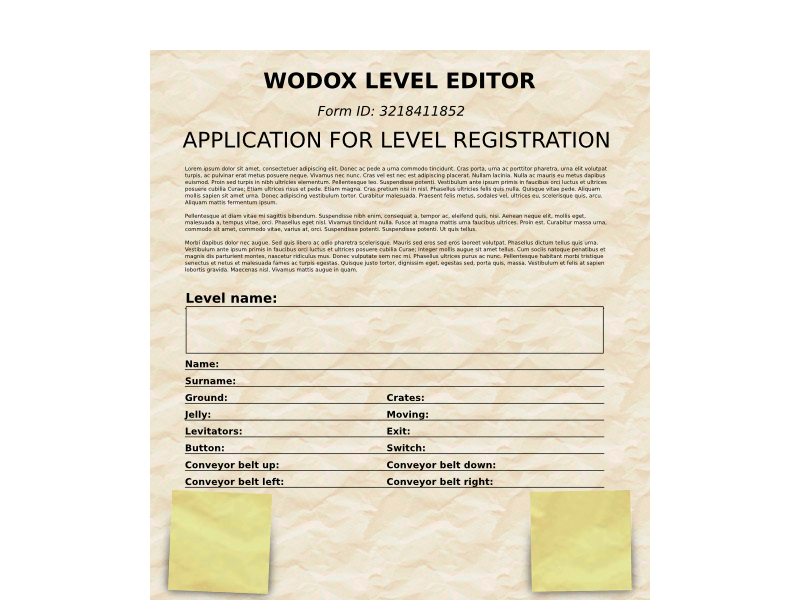 WODOX LEVEL EDITOR
Form ID: 3218411852
APPLICATION FOR LEVEL REGISTRATION
Lorem ipsum dolor sit amet, consectetuer adipiscing elit. Donec ac pede a urna commodo tincidunt. Cras porta, urna ac porttitor pharetra, urna elit volutpat
turpis, ac pulvinar erat metus posuere neque. Vivamus nec nunc. Cras vel est nec est adipiscing placerat. Nullam lacinia. Nulla ac mauris eu metus dapibus
euismod. Proin sed turpis in nibh ultricies elementum. Pellentesque leo. Suspendisse potenti. Vestibulum ante ipsum primis in faucibus orci luctus et ultrices
posuere cubilia Curae; Etiam ultrices risus et pede. Etiam magna. Cras pretium nisi in nisl. Phasellus ultricies felis quis nulla. Quisque vitae pede. Aliquam
mollis sapien sit amet urna. Donec ac vestibulum tortor. Curabitur malesuada. Praesent felis metus, sodales vel, ultrices eu, scelerisque quis, arcu.
Aliquam mattis fermentum ipsum.
Pellentesque at diam vitae mi sagittis bibendum. Suspendisse nibh enim, consequat a, tempor ac, eleifend quis, nisi. Aenean neque elit, mollis eget,
malesuada a, tempus vitae, orci. Phasellus eget nisl. Vivamus tincidunt nulla. Fusce at magna mattis urna faucibus ultricies. Proin est. Curabitur massa urna,
commodo sit amet, commodo vitae, varius at, orci. Suspendisse potenti. Ut quis tellus.
Morbi dapibus dolor nec augue. Sed quis libero ac odio pharetra scelerisque. Mauris sed eros sed eros laoreet volutpat. Phasellus dictum tellus quis urna.
Vestibulum ante ipsum primis in faucibus orci luctus et ultrices posuere cubilia Curae; Integer mollis augue sit amet tellus. Cum sociis natoque penatibus et
magnis dis parturient montes, nascetur ridiculus mus. Donec vulputate sem nec mi. Phasellus ultrices purus ac nunc. Pellentesque habitant morbi tristique
senectus et netus et malesuada fames ac turpis egestas. Quisque justo tortor, dignissim eget, egestas sed, porta quis, massa. Vestibulum et felis at sapien
lobortis gravida. Maecenas nisl. Vivamus mattis augue in quam.
Level name:
Name:
Surname:
Ground: Crates:
Jelly: Moving:
Levitators: Exit:
Button: Switch:
Conveyor belt up: Conveyor belt down:
Conveyor belt left: Conveyor belt right: